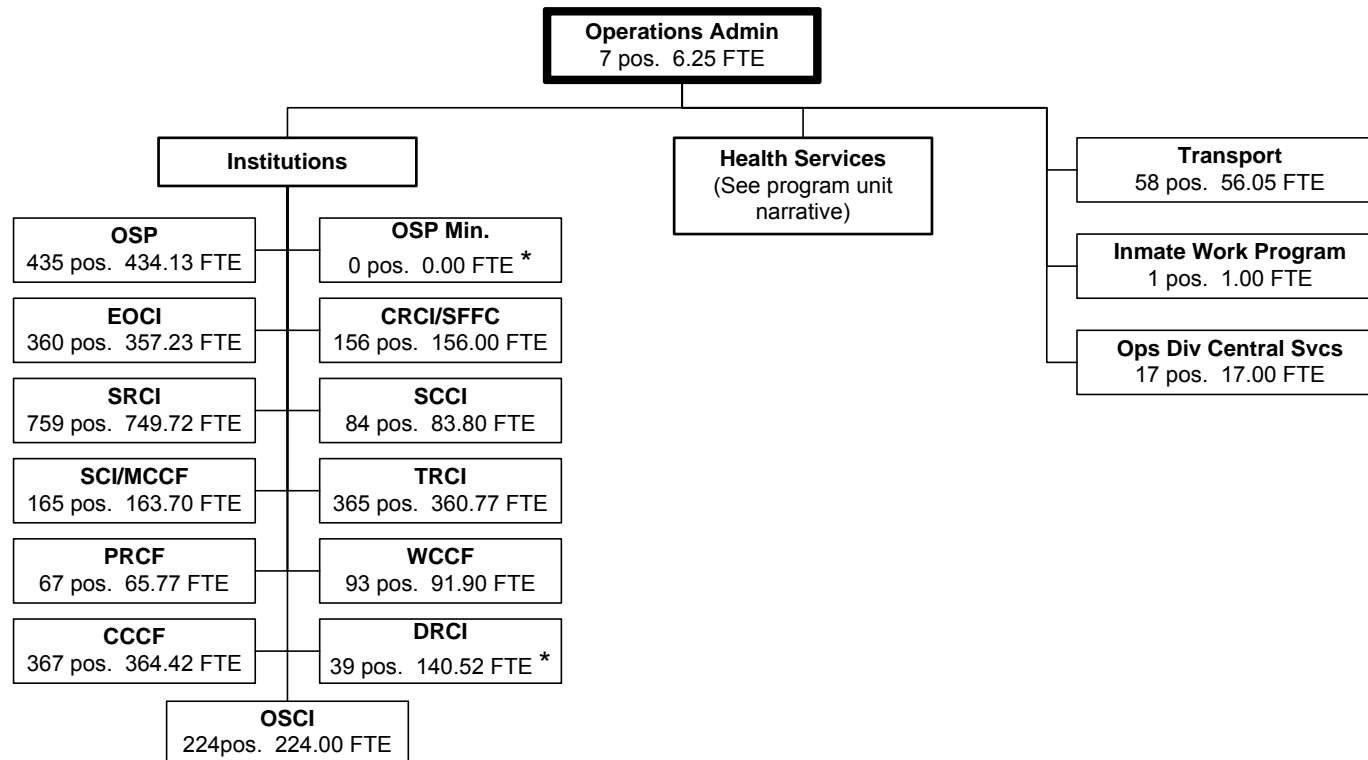 Operations Admin
7 pos.  6.25 FTE
Institutions
Health Services
(See program unit
narrative)
Transport
58 pos.  56.05 FTE
Inmate Work Program
1 pos.  1.00 FTE
Ops Div Central Svcs
17 pos.  17.00 FTE
OSP
435 pos.  434.13 FTE
OSP Min.
0 pos.  0.00 FTE *
EOCI
360 pos.  357.23 FTE
CRCI/SFFC
156 pos.  156.00 FTE
SRCI
759 pos.  749.72 FTE
SCCI
84 pos.  83.80 FTE
SCI/MCCF
165 pos.  163.70 FTE
TRCI
365 pos.  360.77 FTE
PRCF
67 pos.  65.77 FTE
WCCF
93 pos.  91.90 FTE
CCCF
367 pos.  364.42 FTE
DRCI
39 pos.  140.52 FTE *
OSCI
224pos.  224.00 FTE